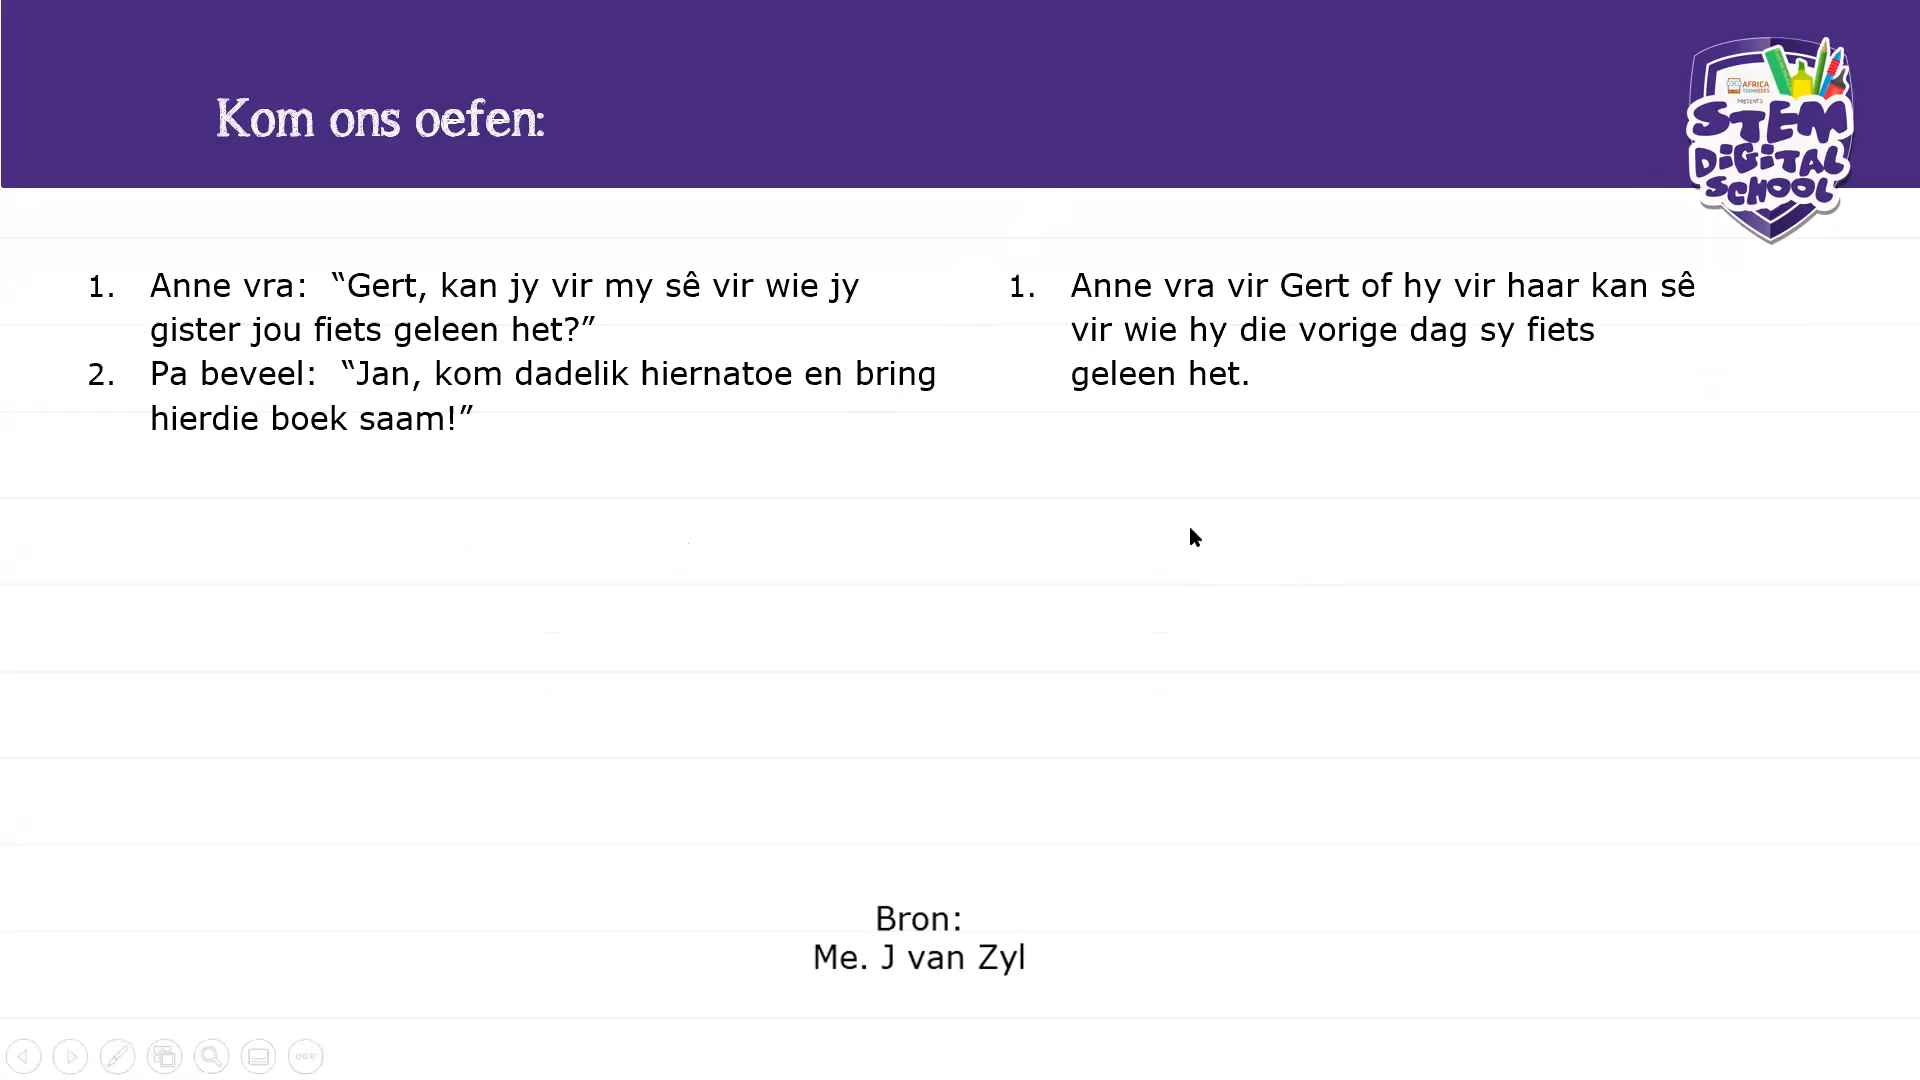 Kom ons oefen:
AFRICA
TEENGEEKS
PRESENTS
STEM
DIGITAL
SCHOOL
1. Anne vra: “Gert, kan jy vir my sê vir wie jy
gister jou fiets geleen het?”
2. Pa beveel: “Jan, kom dadelik hiernatoe en bring
hierdie boek saam!”
1. Anne vra vir Gert of hy vir haar kan sê
vir wie hy die vorige dag sy fiets
geleen het.
Bron:
Me. J van Zyl